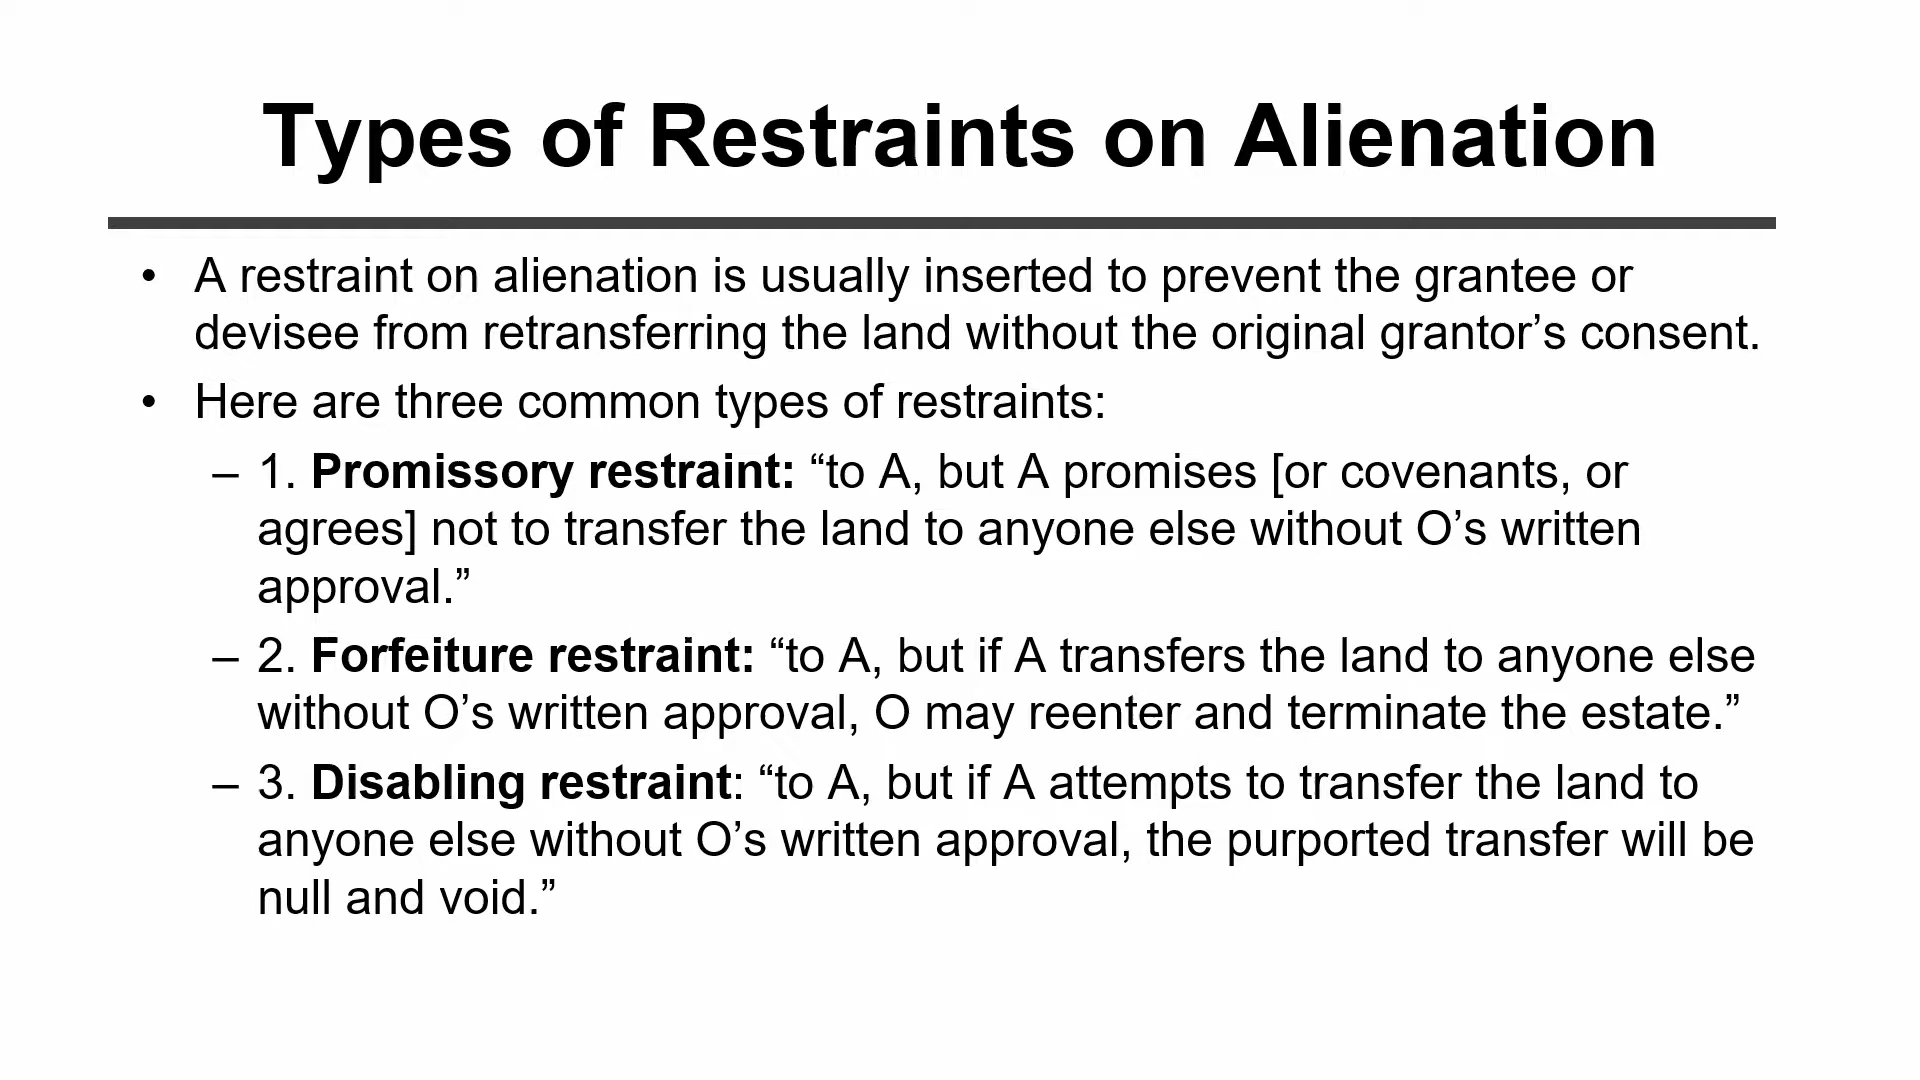 Types of Restraints on Alienation
• A restraint on alienation is usually inserted to prevent the grantee or
devisee from retransferring the land without the original grantor’s consent.
• Here are three common types of restraints:
– 1. Promissory restraint: “to A, but A promises [or covenants, or
agrees] not to transfer the land to anyone else without O’s written
approval.”
– 2. Forfeiture restraint: “to A, but if A transfers the land to anyone else
without O’s written approval, O may reenter and terminate the estate.”
– 3. Disabling restraint: “to A, but if A attempts to transfer the land to
anyone else without O’s written approval, the purported transfer will be
null and void.”